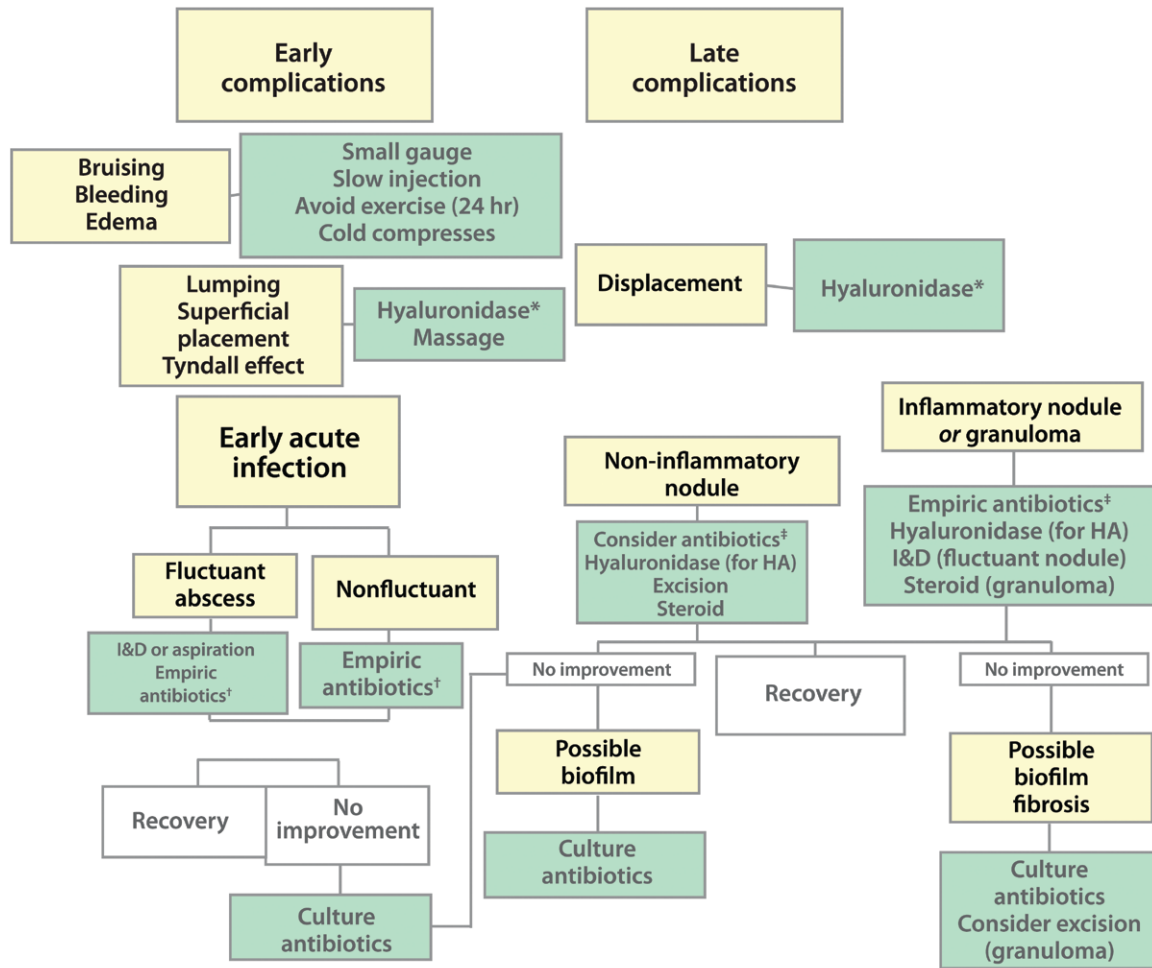 Early
complications
Late
complications
Bruising
Bleeding
Edema
Small gauge
Slow injection
Avoid exercise (24 hr)
Cold compresses
Lumping
Superficial
placement
Tyndall effect
Hyaluronidase*
Massage
Displacement
Hyaluronidase*
Early acute
infection
Fluctuant
abscess
Nonfluctuant
I&D or aspiration
Empiric
antibiotics†
Empiric
antibiotics†
Recovery
No
improvement
Culture
antibiotics
Non-inflammatory
nodule
Consider antibiotics‡
Hyaluronidase (for HA)
Excision
Steroid
Inflammatory nodule
or granuloma
Empiric antibiotics‡
Hyaluronidase (for HA)
I&D (fluctuant nodule)
Steroid (granuloma)
No improvement
Recovery
No improvement
Possible
biofilm
Culture
antibiotics
Possible
biofilm
fibrosis
Culture
antibiotics
Consider excision
(granuloma)